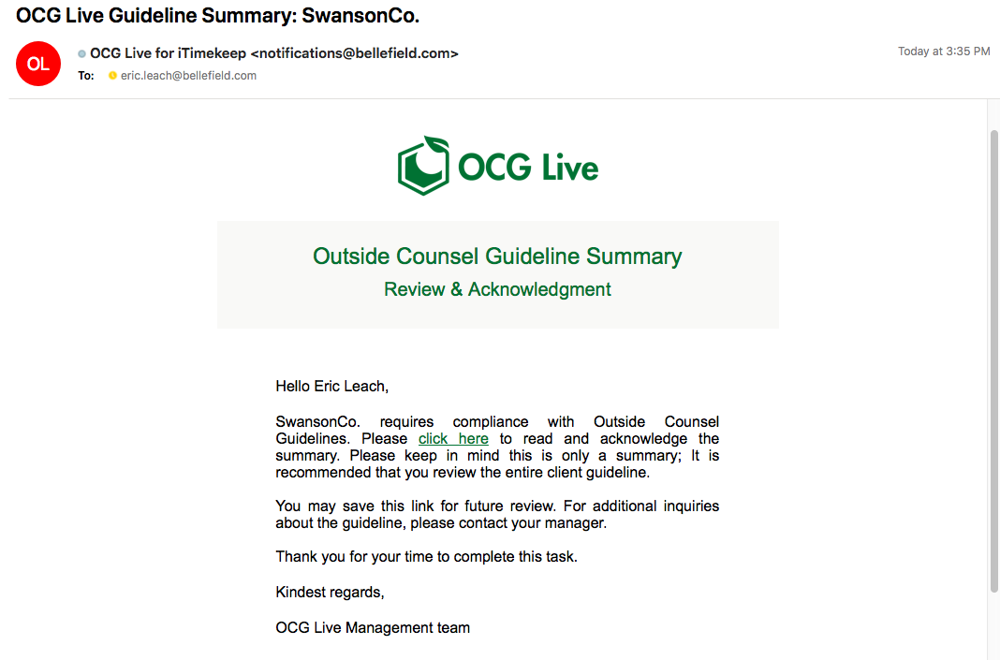 OCG Live Guideline Summary: SwansonCo.
OL
OCG Live for iTimekeep <notifications@bellefield.com>
Today at 3:35 PM
To: eric.leach@bellefield.com
OCG Live
Outside Counsel Guideline Summary
Review & Acknowledgment
Hello Eric Leach,
SwansonCo. requires compliance with Outside Counsel
Guidelines. Please click here to read and acknowledge the
summary. Please keep in mind this is only a summary; It is
recommended that you review the entire client guideline.
You may save this link for future review. For additional inquiries
about the guideline, please contact your manager.
Thank you for your time to complete this task.
Kindest regards,
OCG Live Management team